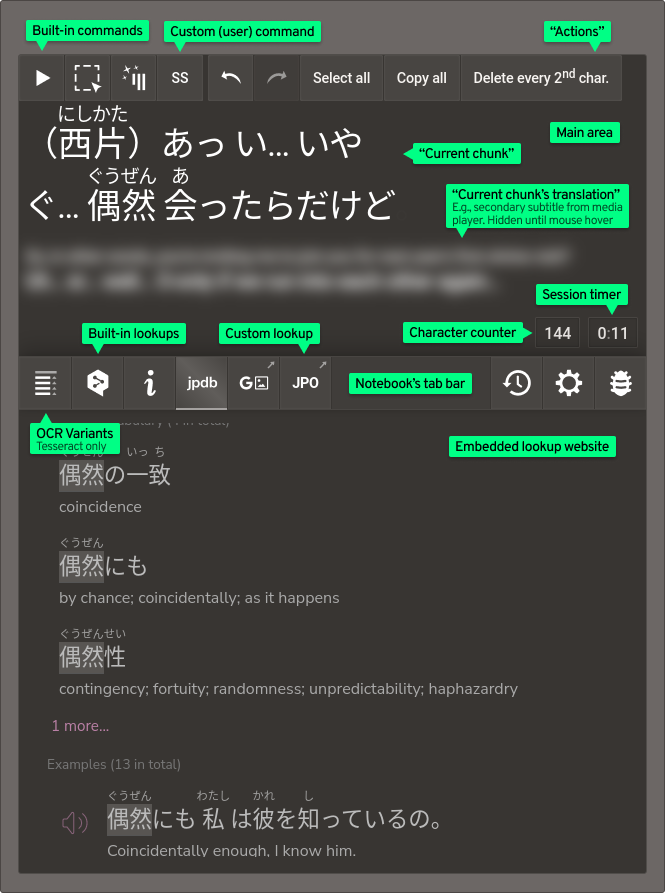 Built-in commands
Custom (user) command
“Actions”
SS
Select all
Copy all
Delete every 2nd char.
にしかた
（西片）あっ い... いや
“Current chunk”
Main area
ぐうぜん あ
ぐ... 偶然 会ったらだけど
“Current chunk’s translation”
E.g., secondary subtitle from media
player. Hidden until mouse hover
Session timer
Character counter
144
0:11
Built-in lookups
Custom lookup
jpdb
G
JPO
Notebook’s tab bar
OCR Variants
Tesseract only
Embedded lookup website
いっ ち
偶然の一致
coincidence
ぐうぜん
偶然にも
by chance; coincidentally; as it happens
ぐうぜんせい
偶然性
contingency; fortuity; randomness; unpredictability; haphazardry
1 more...
Examples (13 in total)
ぐうぜん わたし かれ し
偶然にも 私 は彼を知っているの。
Coincidentally enough, I know him.